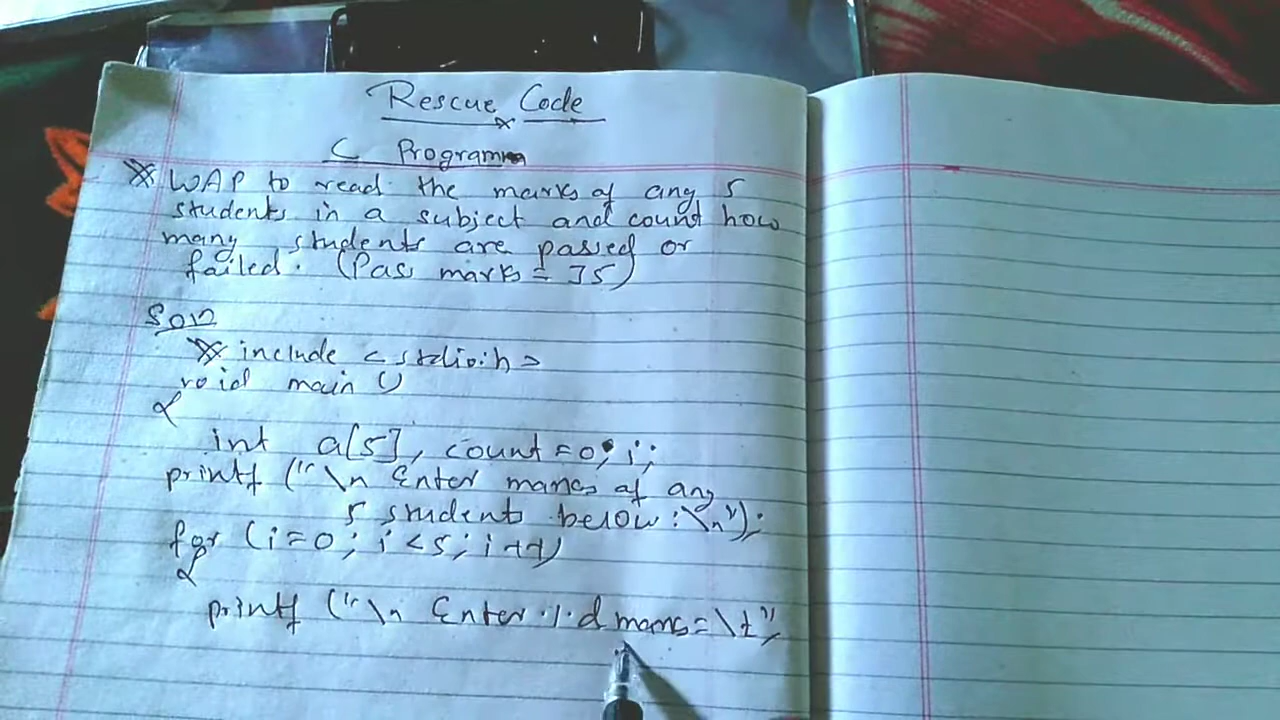 Rescue Code
C Program
* WAP to read the marks of any 5
students in a subject and count how
many students are passed or
failed. (Pass marks = 35)
Soln
# include <stdio.h>
void main ()
{
int a[5], count = 0, i;
printf ("\n Enter marks of any
5 students below :\n");
for (i=0; i<5; i++)
{
printf ("\n Enter %d marks = \t",